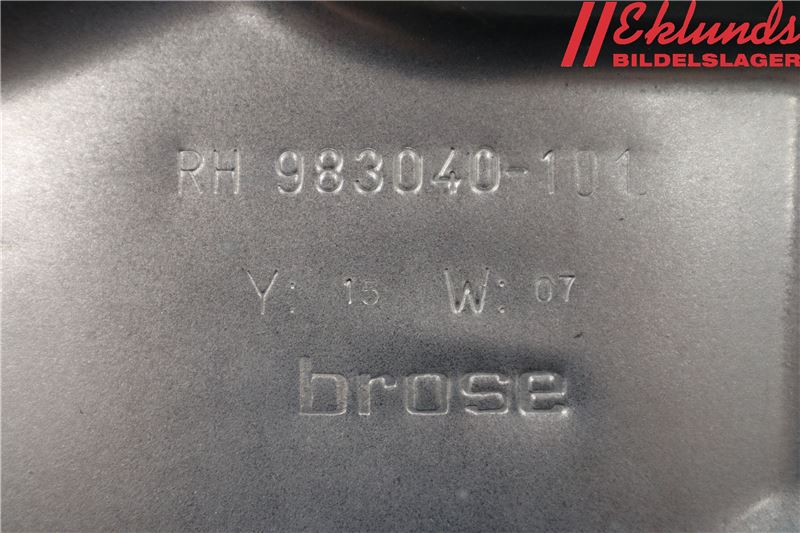 Eklunds
BILDELSLAGER
RH 983040-101
Y: 15 W: 07
brose